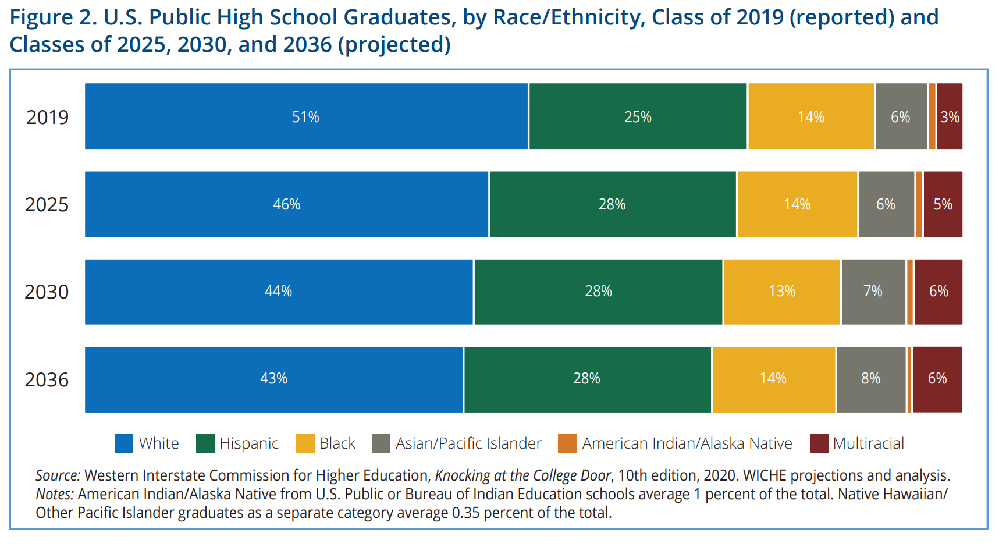 Figure 2. U.S. Public High School Graduates, by Race/Ethnicity, Class of 2019 (reported) and
Classes of 2025, 2030, and 2036 (projected)
2019 51% 25% 14% 6% 3%
2025 46% 28% 14% 6% 5%
2030 44% 28% 13% 7% 6%
2036 43% 28% 14% 8% 6%
White Hispanic Black Asian/Pacific Islander American Indian/Alaska Native Multiracial
Source: Western Interstate Commission for Higher Education, Knocking at the College Door, 10th edition, 2020. WICHE projections and analysis.
Notes: American Indian/Alaska Native from U.S. Public or Bureau of Indian Education schools average 1 percent of the total. Native Hawaiian/
Other Pacific Islander graduates as a separate category average 0.35 percent of the total.